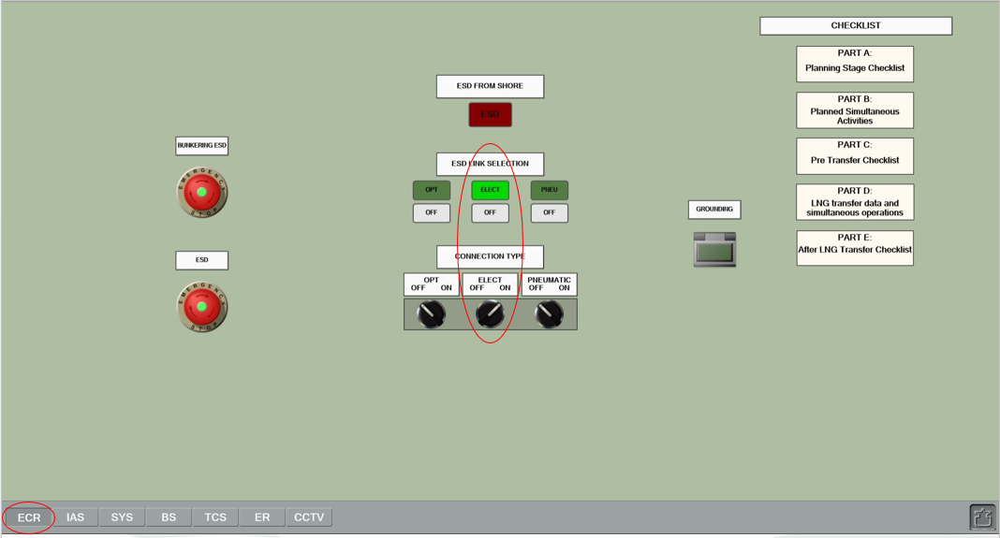 CHECKLIST
PART A:
Planning Stage Checklist
PART B:
Planned Simultaneous
Activities
PART C:
Pre Transfer Checklist
PART D:
LNG transfer data and
simultaneous operations
PART E:
After LNG Transfer Checklist
ESD FROM SHORE
ESD
BUNKERING ESD
EMERGENCY
STOP
ESD LINK SELECTION
OPT ELECT PNEU
OFF OFF OFF
GROUNDING
ESD
EMERGENCY
STOP
CONNECTION TYPE
OPT ELECT PNEUMATIC
OFF ON OFF ON OFF ON
ECR IAS SYS BS TCS ER CCTV